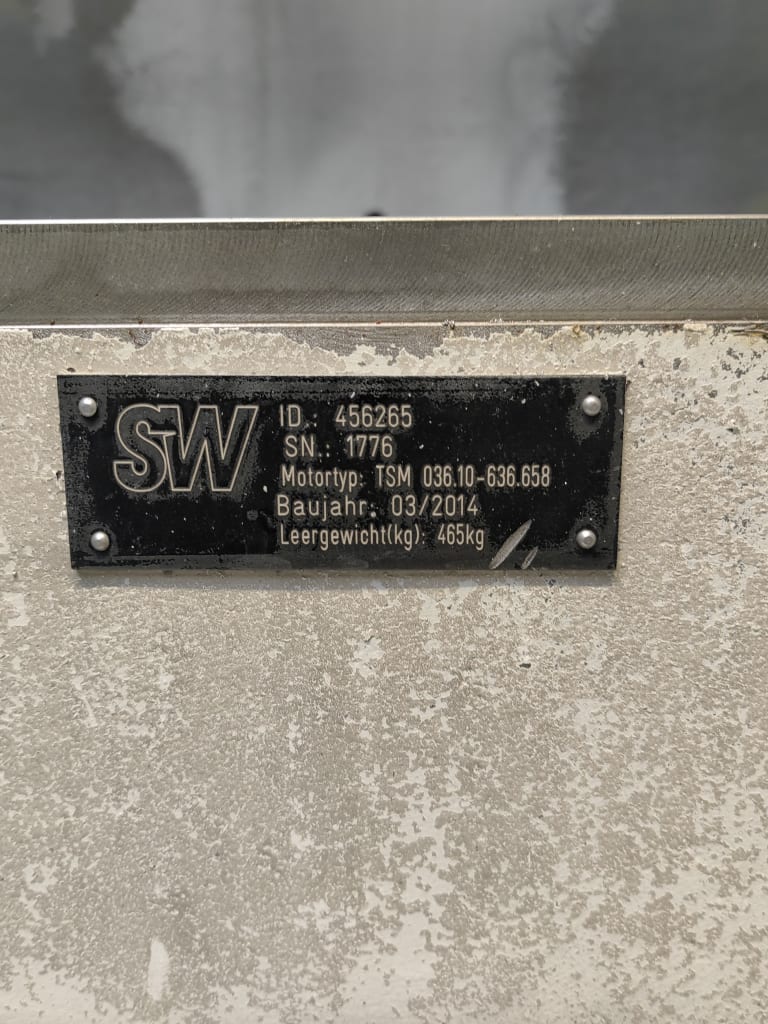 SW
ID.: 456265
SN.: 1776
Motortyp: TSM 036.10-636.658
Baujahr: 03/2014
Leergewicht(kg): 465kg